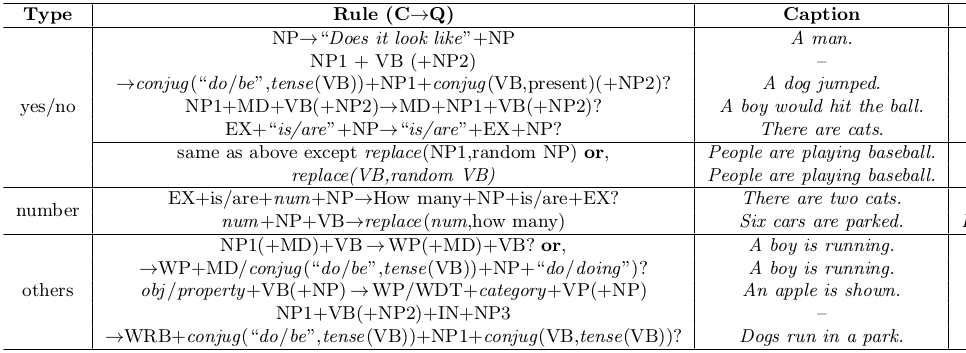 Type Rule (C→Q) Caption
NP→"Does it look like"+NP A man.
NP1 + VB (+NP2) –
→conjug("do/be",tense(VB))+NP1+conjug(VB,present)(+NP2)? A dog jumped.
yes/no NP1+MD+VB(+NP2)→MD+NP1+VB(+NP2)? A boy would hit the ball.
EX+"is/are"+NP→"is/are"+EX+NP? There are cats.
same as above except replace(NP1,random NP) or, People are playing baseball.
replace(VB,random VB) People are playing baseball.
number EX+is/are+num+NP→How many+NP+is/are+EX? There are two cats.
num+NP+VB→replace(num,how many) Six cars are parked.
NP1(+MD)+VB→WP(+MD)+VB? or, A boy is running.
→WP+MD/conjug("do/be",tense(VB))+NP+"do/doing")? A boy is running.
others obj/property+VB(+NP)→WP/WDT+category+VP(+NP) An apple is shown.
NP1+VB(+NP2)+IN+NP3 –
→WRB+conjug("do/be",tense(VB))+NP1+conjug(VB,tense(VB))? Dogs run in a park.